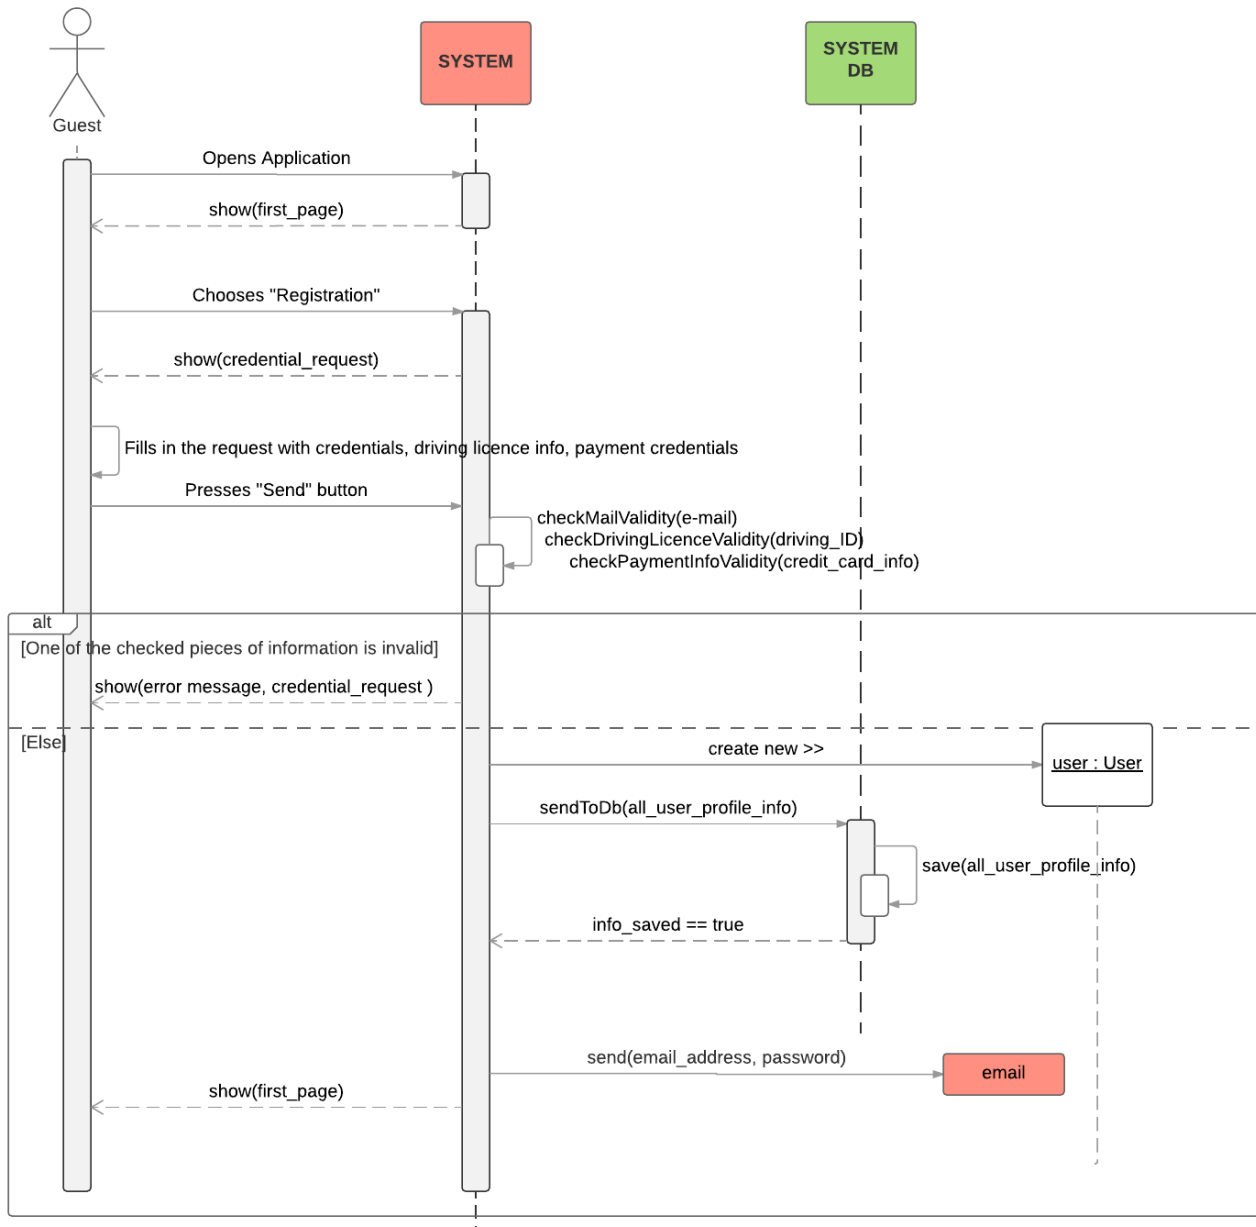 SYSTEM
SYSTEM
DB
Guest
Opens Application
show(first_page)
Chooses "Registration"
show(credential_request)
Fills in the request with credentials, driving licence info, payment credentials
Presses "Send" button
checkMailValidity(e-mail)
checkDrivingLicenceValidity(driving_ID)
checkPaymentInfoValidity(credit_card_info)
alt
[One of the checked pieces of information is invalid]
show(error message, credential_request )
[Else]
create new >>
user : User
sendToDb(all_user_profile_info)
save(all_user_profile_info)
info_saved == true
send(email_address, password)
email
show(first_page)